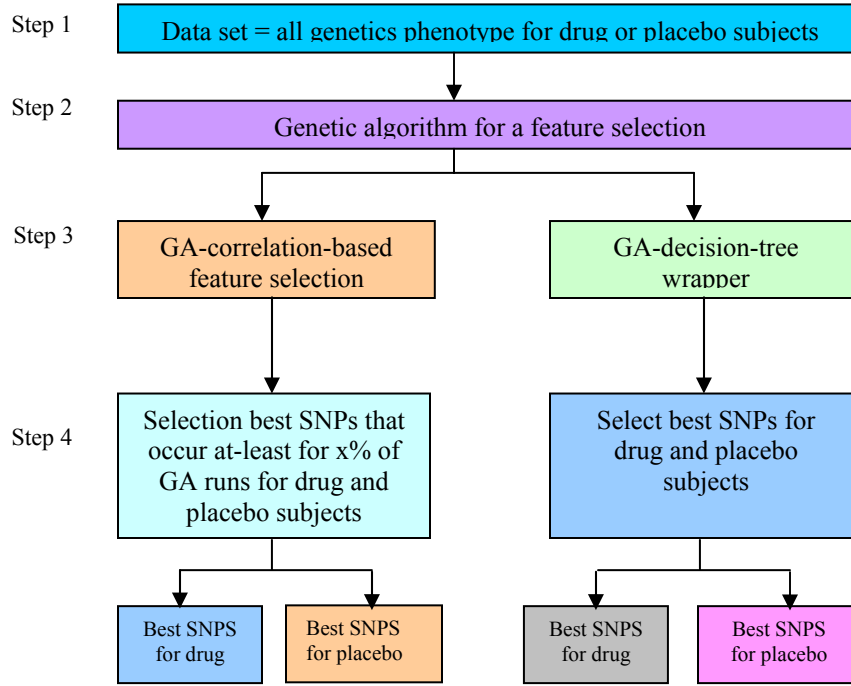 Step 1
Data set = all genetics phenotype for drug or placebo subjects
Step 2
Genetic algorithm for a feature selection
Step 3
GA-correlation-based
feature selection
GA-decision-tree
wrapper
Step 4
Selection best SNPs that
occur at-least for x% of
GA runs for drug and
placebo subjects
Select best SNPs for
drug and placebo
subjects
Best SNPS
for drug
Best SNPS
for placebo
Best SNPS
for drug
Best SNPS
for placebo